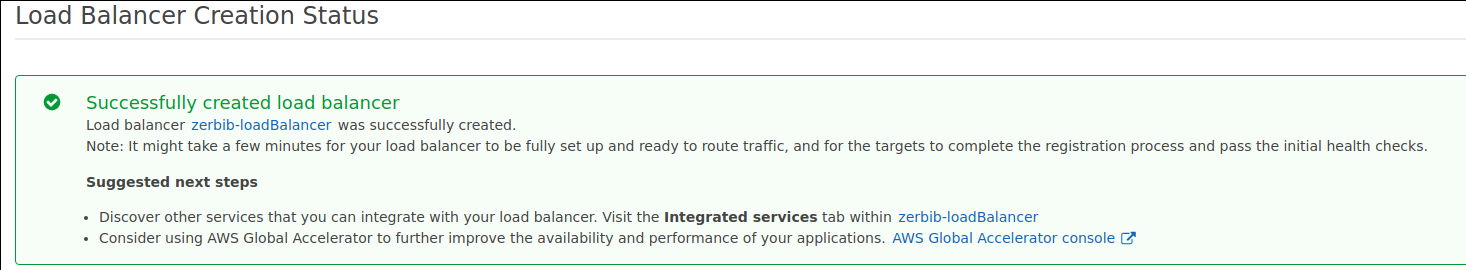 Load Balancer Creation Status
Successfully created load balancer
Load balancer zerbib-loadBalancer was successfully created.
Note: It might take a few minutes for your load balancer to be fully set up and ready to route traffic, and for the targets to complete the registration process and pass the initial health checks.
Suggested next steps
• Discover other services that you can integrate with your load balancer. Visit the Integrated services tab within zerbib-loadBalancer
• Consider using AWS Global Accelerator to further improve the availability and performance of your applications. AWS Global Accelerator console